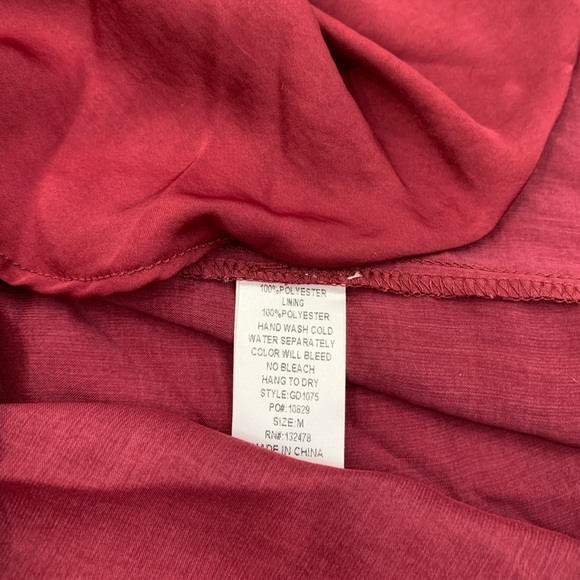 100%POLYESTER
LINING
100%POLYESTER
HAND WASH COLD
WATER SEPARATELY
COLOR WILL BLEED
NO BLEACH
HANG TO DRY
STYLE:GD1075
PO#:10829
SIZE:M
RN#:132478
MADE IN CHINA